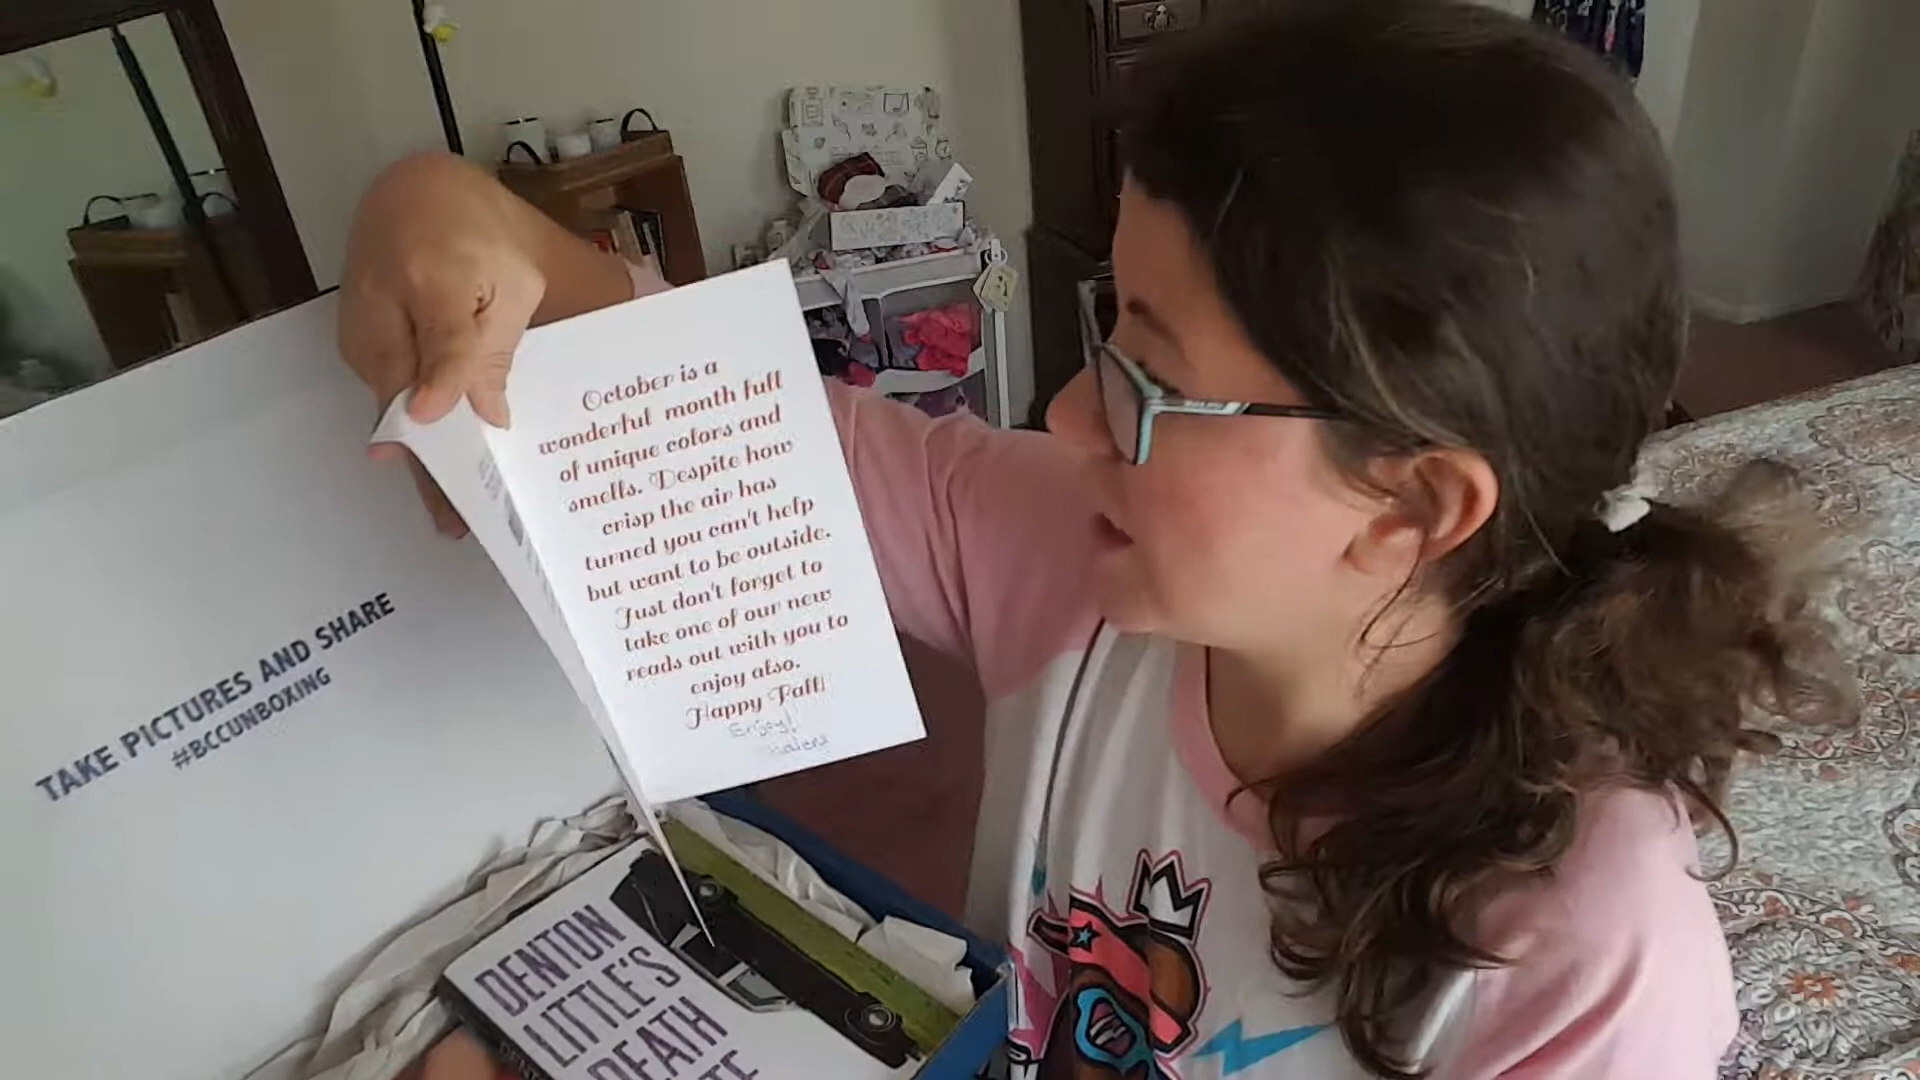 October is a
wonderful month full
of unique colors and
smells. Despite how
crisp the air has
turned you can't help
but want to be outside.
Just don't forget to
take one of our new
reads out with you to
enjoy also.
Happy Fall!
Enjoy!
TAKE PICTURES AND SHARE
#BCCUNBOXING
DENTON
LITTLE'S
DEATH